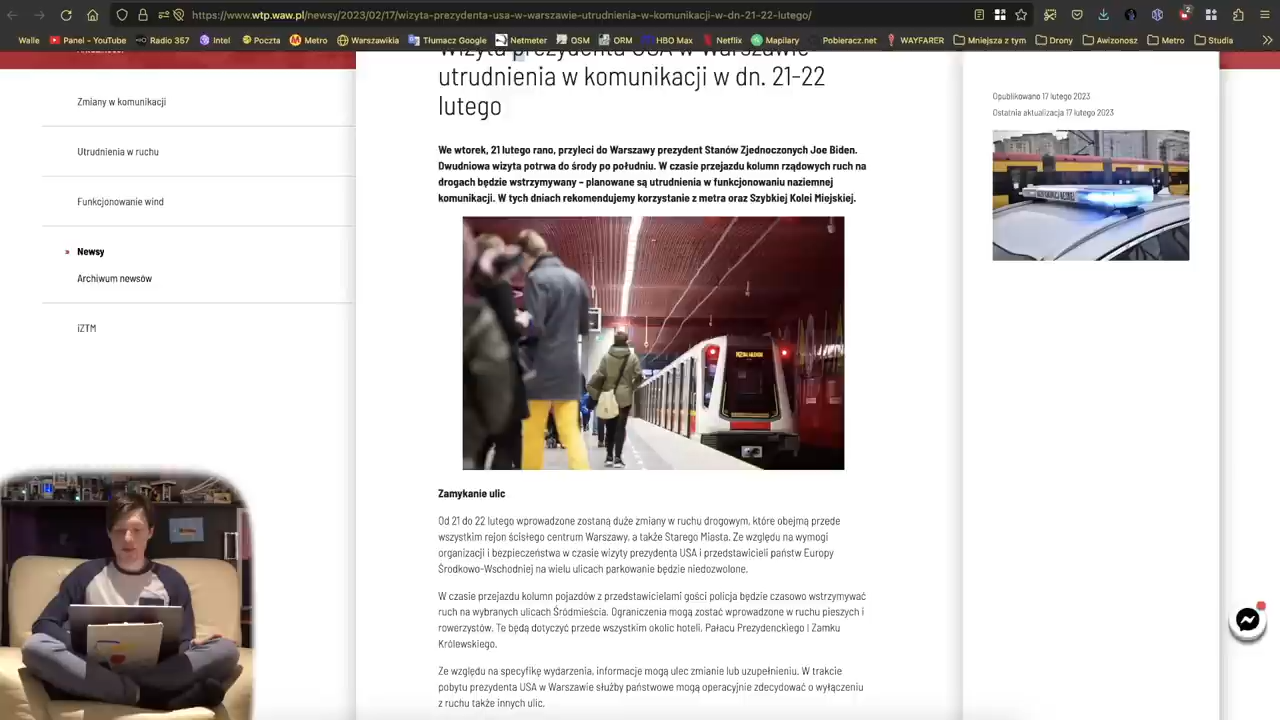 https://www.wtp.waw.pl/newsy/2023/02/17/wizyta-prezydenta-usa-w-warszawie-utrudnienia-w-komunikacji-w-dn-21-22-lutego/
Walle Panel - Youtube Radio 357 Intel Poczta Metro Warszawikia Tłumacz Google Netmeter OSM ORM HBO Max Netflix Mapilary Pobieracz.net WAYFARER Mniejsza z tym Drony Awizonosz Metro Studia
Wizyta prezydenta USA w Warszawie
utrudnienia w komunikacji w dn. 21-22
lutego
Zmiany w komunikacji
Utrudnienia w ruchu
Funkcjonowanie wind
» Newsy
Archiwum newsów
iZTM
We wtorek, 21 lutego rano, przyleci do Warszawy prezydent Stanów Zjednoczonych Joe Biden.
Dwudniowa wizyta potrwa do środy po południu. W czasie przejazdu kolumn rządowych ruch na
drogach będzie wstrzymywany – planowane są utrudnienia w funkcjonowaniu naziemnej
komunikacji. W tych dniach rekomendujemy korzystanie z metra oraz Szybkiej Kolei Miejskiej.
Zamykanie ulic
Od 21 do 22 lutego wprowadzone zostaną duże zmiany w ruchu drogowym, które obejmą przede
wszystkim rejon ścisłego centrum Warszawy, a także Starego Miasta. Ze względu na wymogi
organizacji i bezpieczeństwa w czasie wizyty prezydenta USA i przedstawicieli państw Europy
Środkowo-Wschodniej na wielu ulicach parkowanie będzie niedozwolone.
W czasie przejazdu kolumn pojazdów z przedstawicielami gości policja będzie czasowo wstrzymywać
ruch na wybranych ulicach Śródmieścia. Ograniczenia mogą zostać wprowadzone w ruchu pieszych i
rowerzystów. Te będą dotyczyć przede wszystkim okolic hoteli, Pałacu Prezydenckiego i Zamku
Królewskiego.
Ze względu na specyfikę wydarzenia, informacje mogą ulec zmianie lub uzupełnieniu. W trakcie
pobytu prezydenta USA w Warszawie służby państwowe mogą operacyjnie zdecydować o wyłączeniu
z ruchu także innych ulic.
Opublikowano 17 lutego 2023
Ostatnia aktualizacja 17 lutego 2023